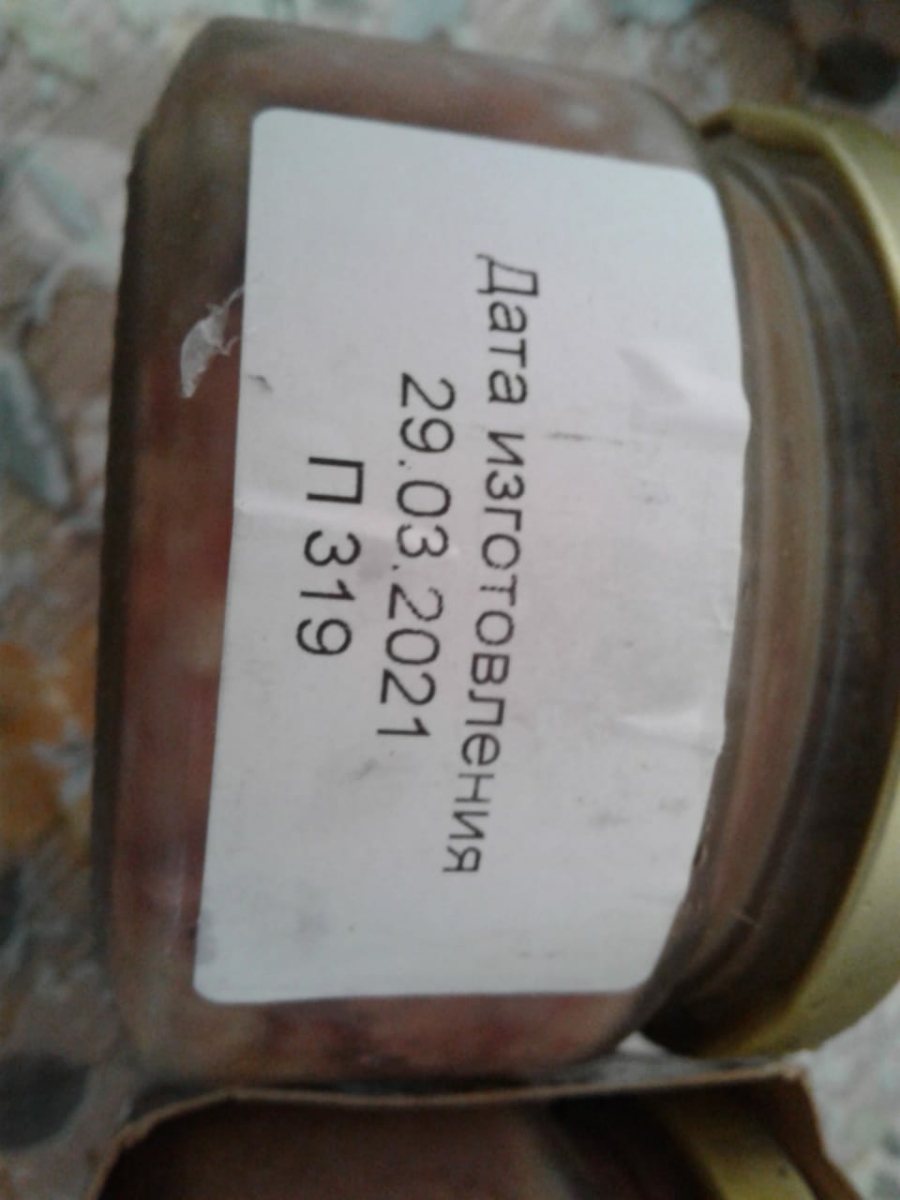 Дата изготовления
29.03.2021
П 319